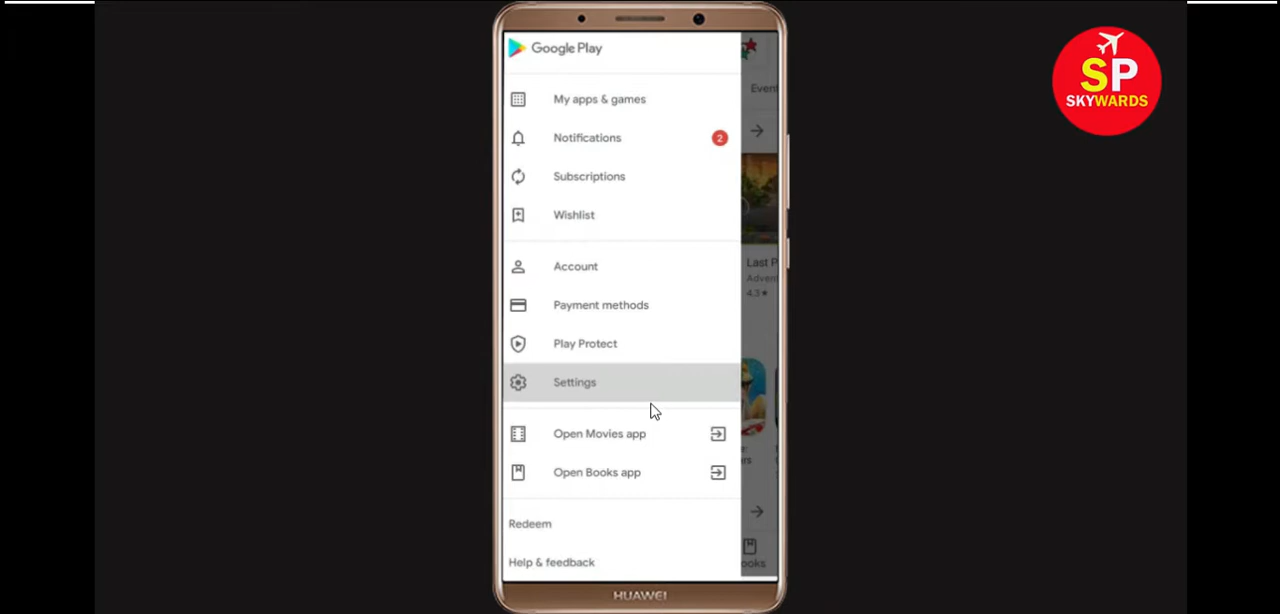 Google Play
SP
SKYWARDS
Even
My apps & games
Notifications
2
Subscriptions
Wishlist
Account
Last P
Adven
4.3★
Payment methods
Play Protect
Settings
Open Movies app
Open Books app
Redeem
Help & feedback
ooks
HUAWEI